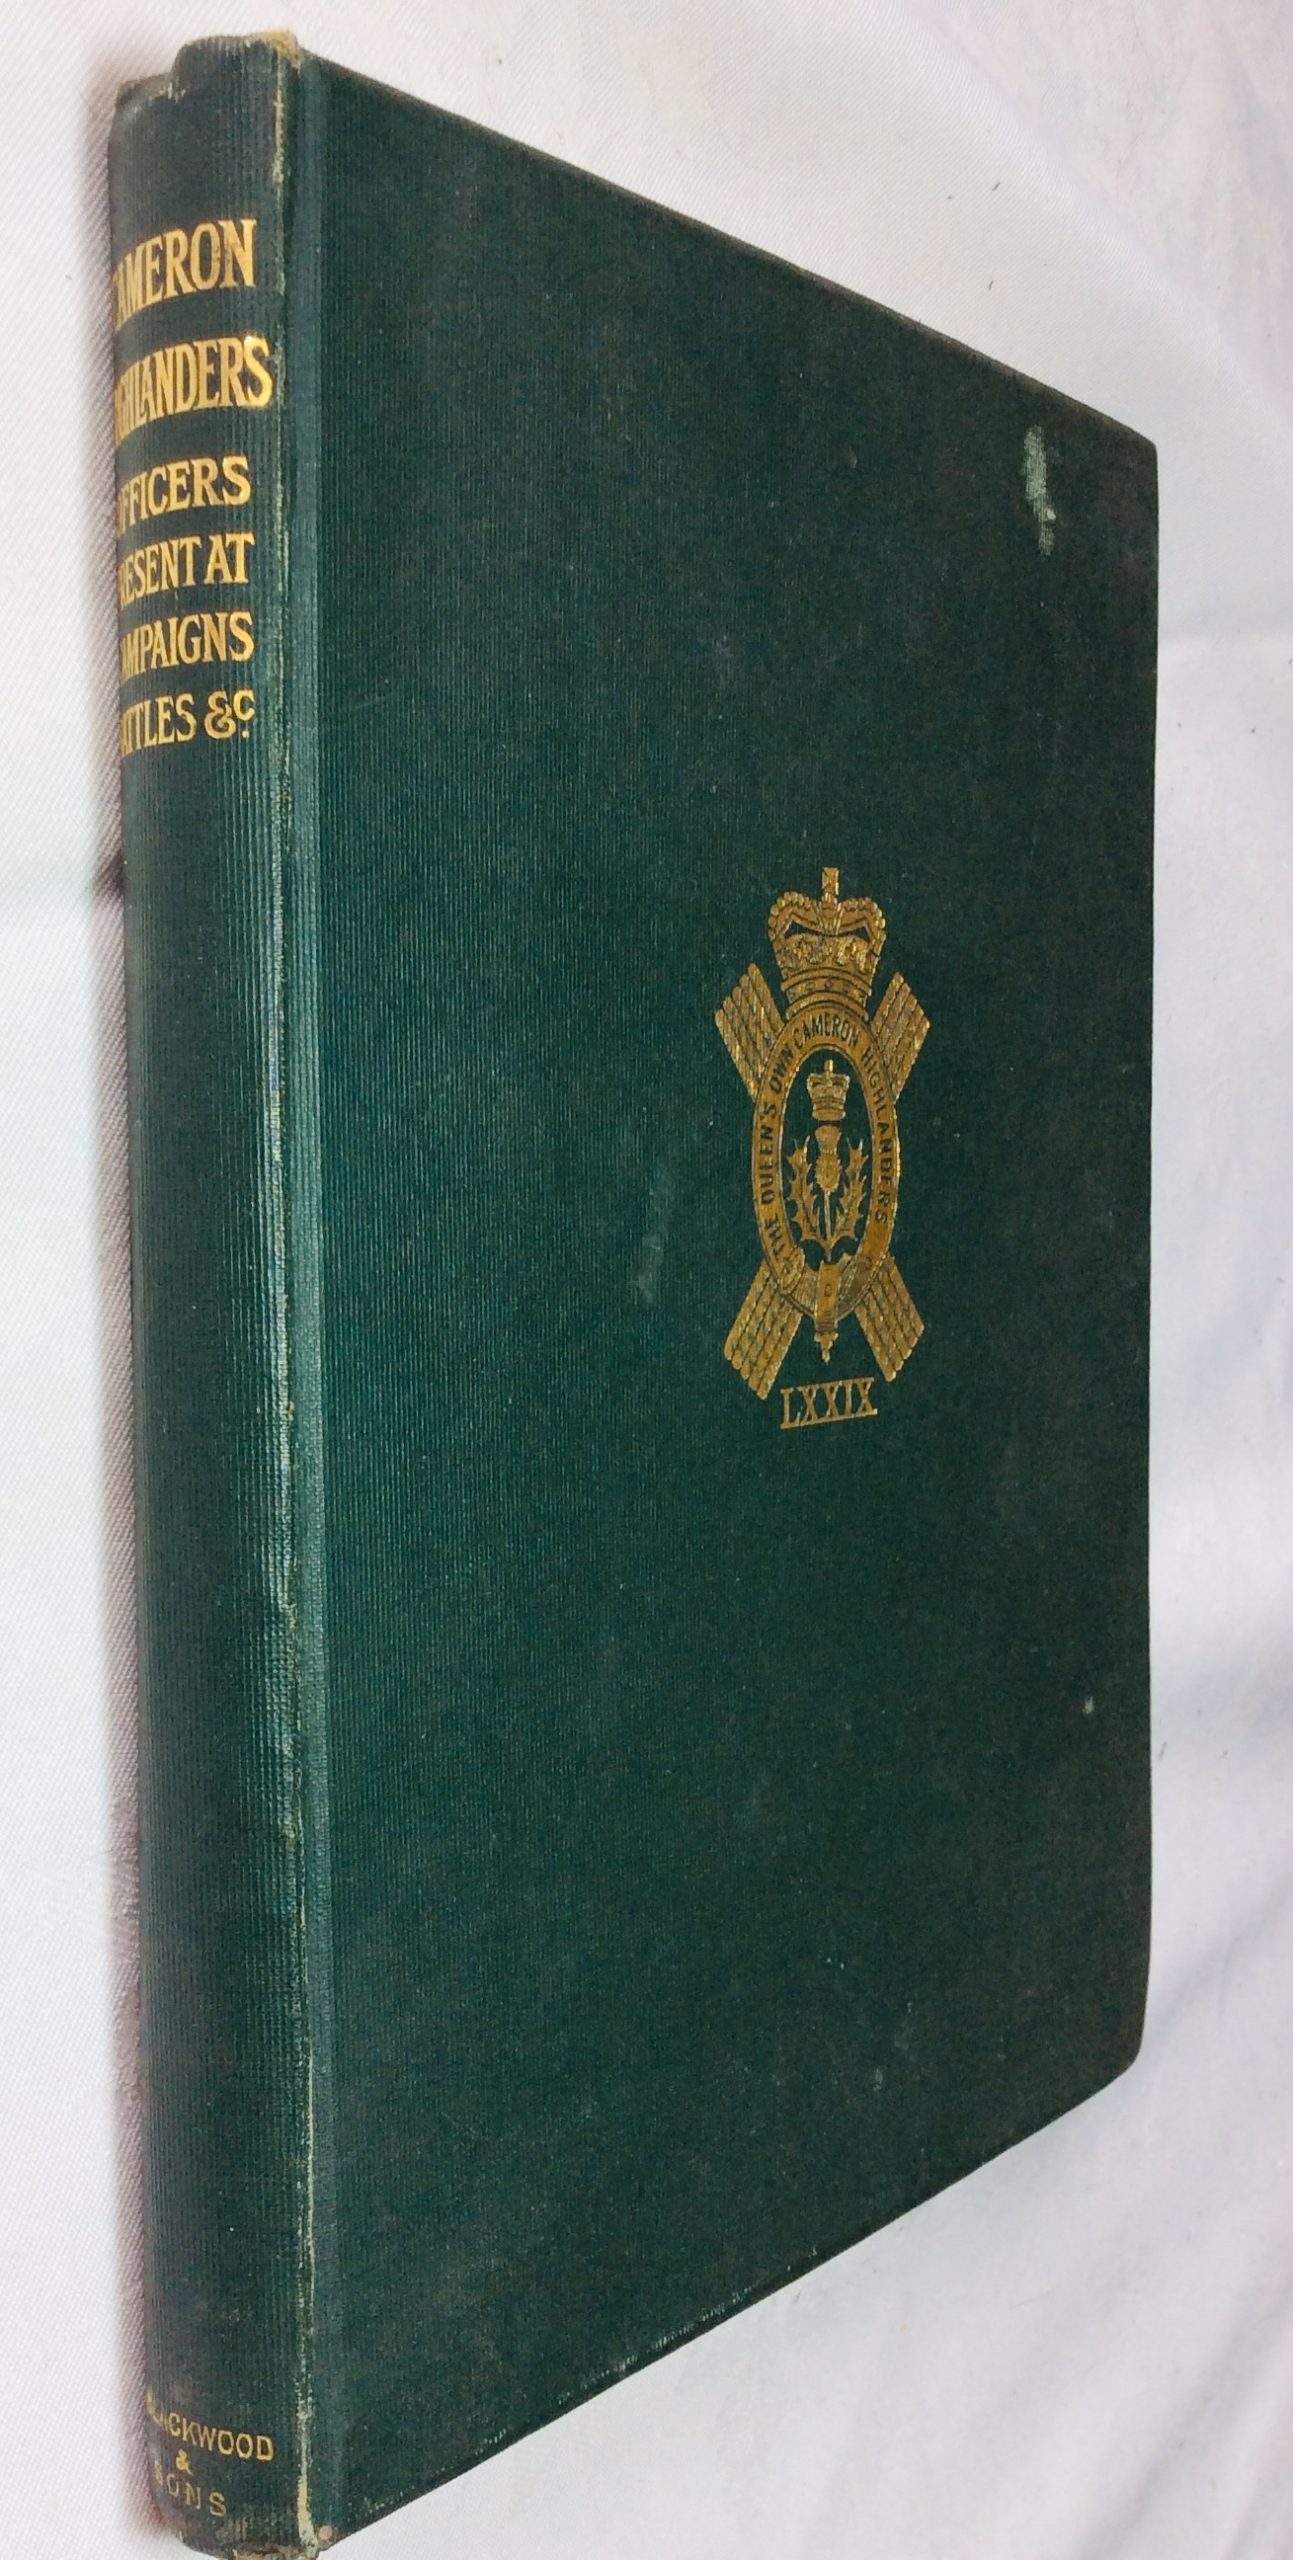 CAMERON
HIGHLANDERS
OFFICERS
PRESENT AT
CAMPAIGNS
BATTLES &c.
BLACKWOOD
&
SONS
THE QUEEN'S OWN CAMERON HIGHLANDERS
LXXIX